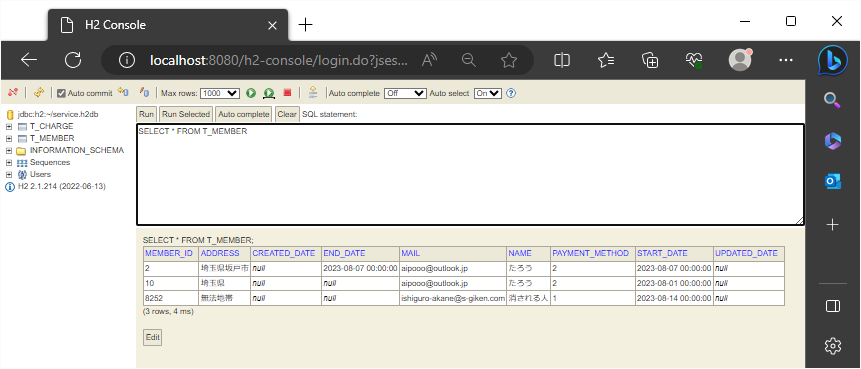 H2 Console
localhost:8080/h2-console/login.do?jses...
Auto commit Max rows: 1000 Auto complete Off Auto select On
jdbc:h2:~/service.h2db
T_CHARGE
T_MEMBER
INFORMATION_SCHEMA
Sequences
Users
H2 2.1.214 (2022-06-13)
Run Run Selected Auto complete Clear SQL statement:
SELECT * FROM T_MEMBER
SELECT * FROM T_MEMBER;
MEMBER_ID ADDRESS CREATED_DATE END_DATE MAIL NAME PAYMENT_METHOD START_DATE UPDATED_DATE
2 埼玉県坂戸市 null 2023-08-07 00:00:00 aipooo@outlook.jp たろう 2 2023-08-07 00:00:00 null
10 埼玉県 null null aipooo@outlook.jp たろう 2 2023-08-01 00:00:00 null
8252 無法地帯 null null ishiguro-akane@s-giken.com 消される人 1 2023-08-14 00:00:00 null
(3 rows, 4 ms)
Edit